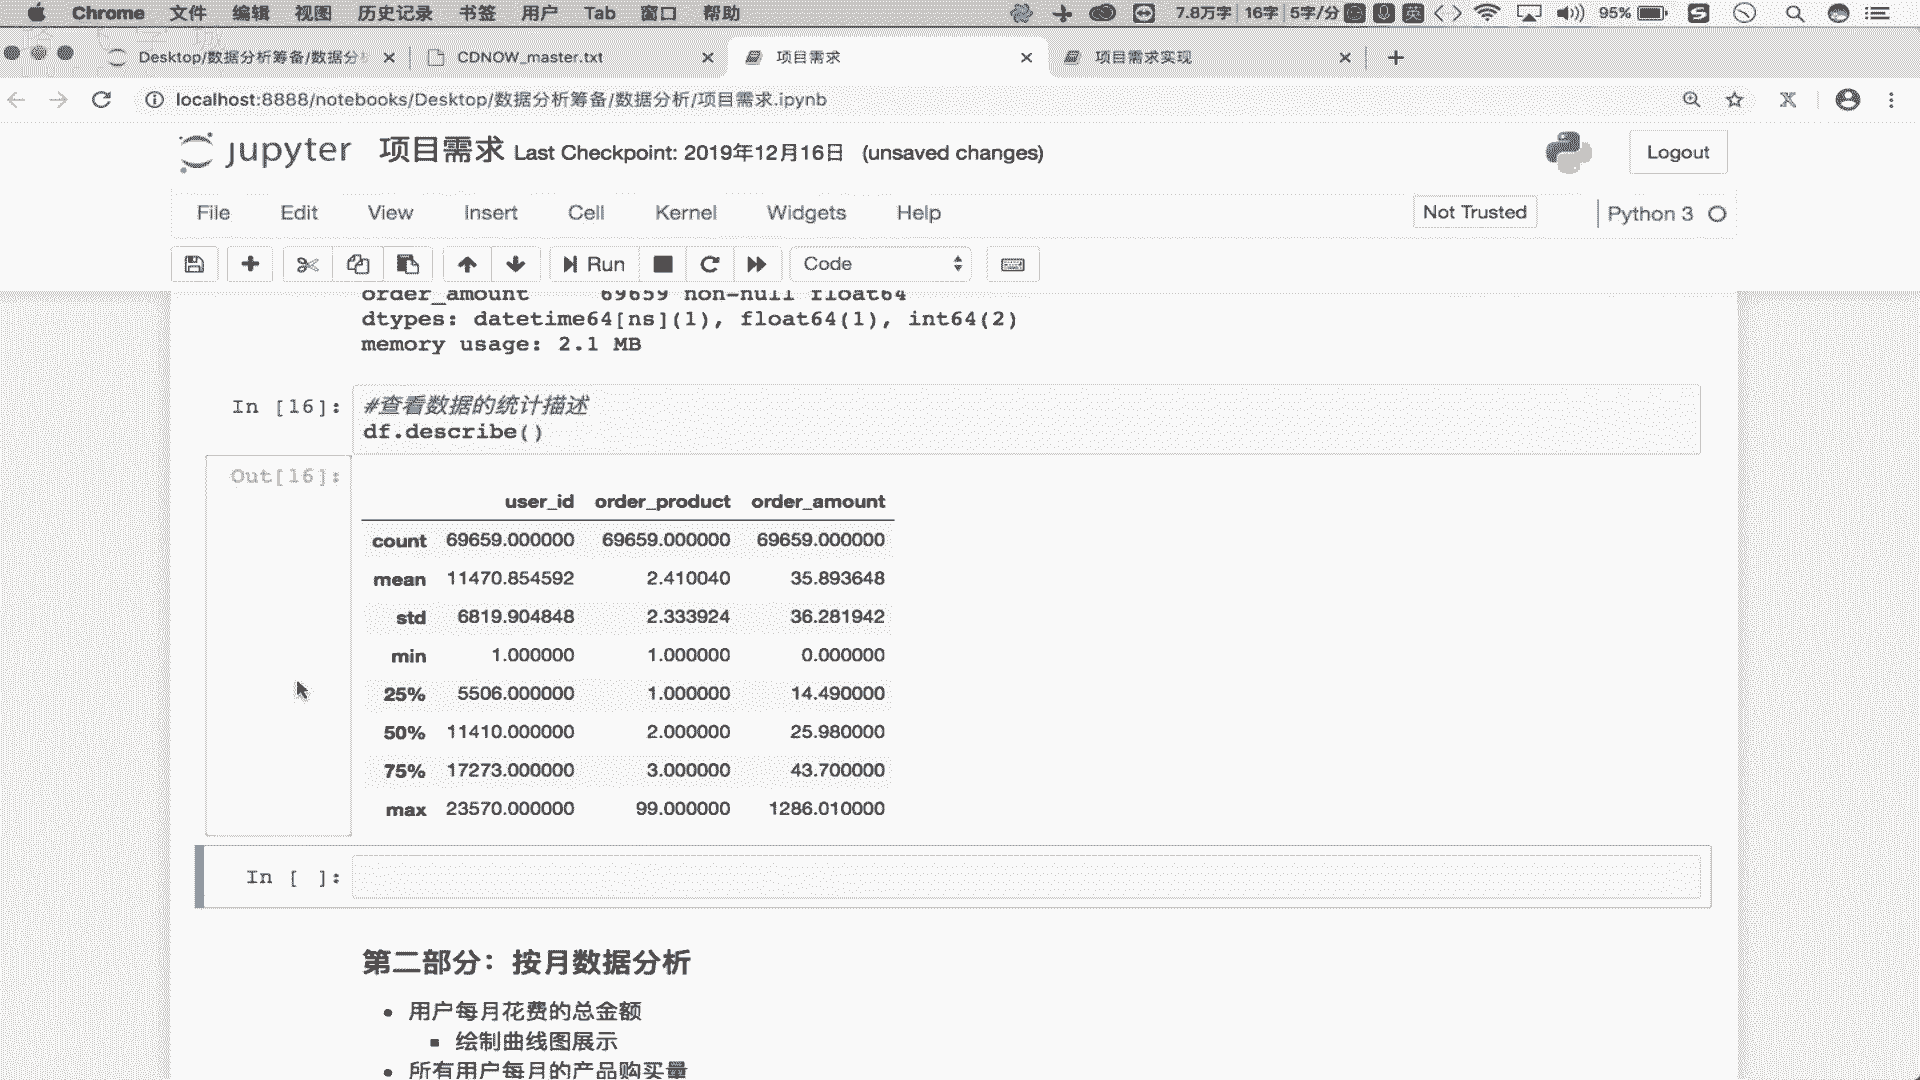 Chrome 文件 编辑 视图 历史记录 书签 用户 Tab 窗口 帮助 7.8万字 16字 5字/分 英 95%
Desktop/数据分析筹备/数据分 CDNOW_master.txt 项目需求 项目需求实现
localhost:8888/notebooks/Desktop/数据分析筹备/数据分析/项目需求.ipynb
jupyter 项目需求 Last Checkpoint: 2019年12月16日 (unsaved changes) Logout
File Edit View Insert Cell Kernel Widgets Help Not Trusted Python 3
Run Code
order_amount 69659 non-null float64
dtypes: datetime64[ns](1), float64(1), int64(2)
memory usage: 2.1 MB
In [16]: #查看数据的统计描述
df.describe()
Out[16]:
user_id order_product order_amount
count 69659.000000 69659.000000 69659.000000
mean 11470.854592 2.410040 35.893648
std 6819.904848 2.333924 36.281942
min 1.000000 1.000000 0.000000
25% 5506.000000 1.000000 14.490000
50% 11410.000000 2.000000 25.980000
75% 17273.000000 3.000000 43.700000
max 23570.000000 99.000000 1286.010000
In [ ]:
第二部分：按月数据分析
用户每月花费的总金额
绘制曲线图展示
所有用户每月的产品购买量